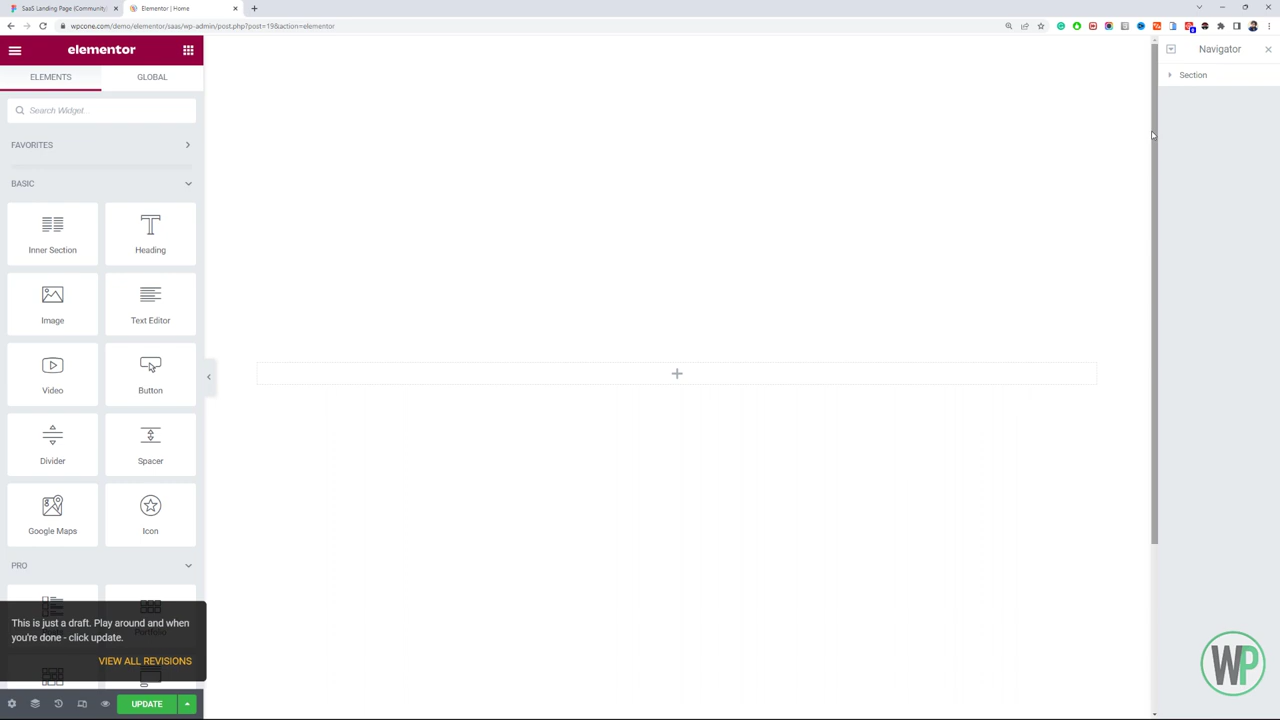 SaaS Landing Page (Community)
Elementor | Home
wpcone.com/demo/elementor/saas/wp-admin/post.php?post=19&action=elementor
elementor
Navigator
ELEMENTS
GLOBAL
Section
Search Widget...
FAVORITES
BASIC
Inner Section
Heading
Image
Text Editor
Video
Button
Divider
Spacer
Google Maps
Icon
PRO
Portfolio
This is just a draft. Play around and when
you're done - click update.
VIEW ALL REVISIONS
UPDATE
WP